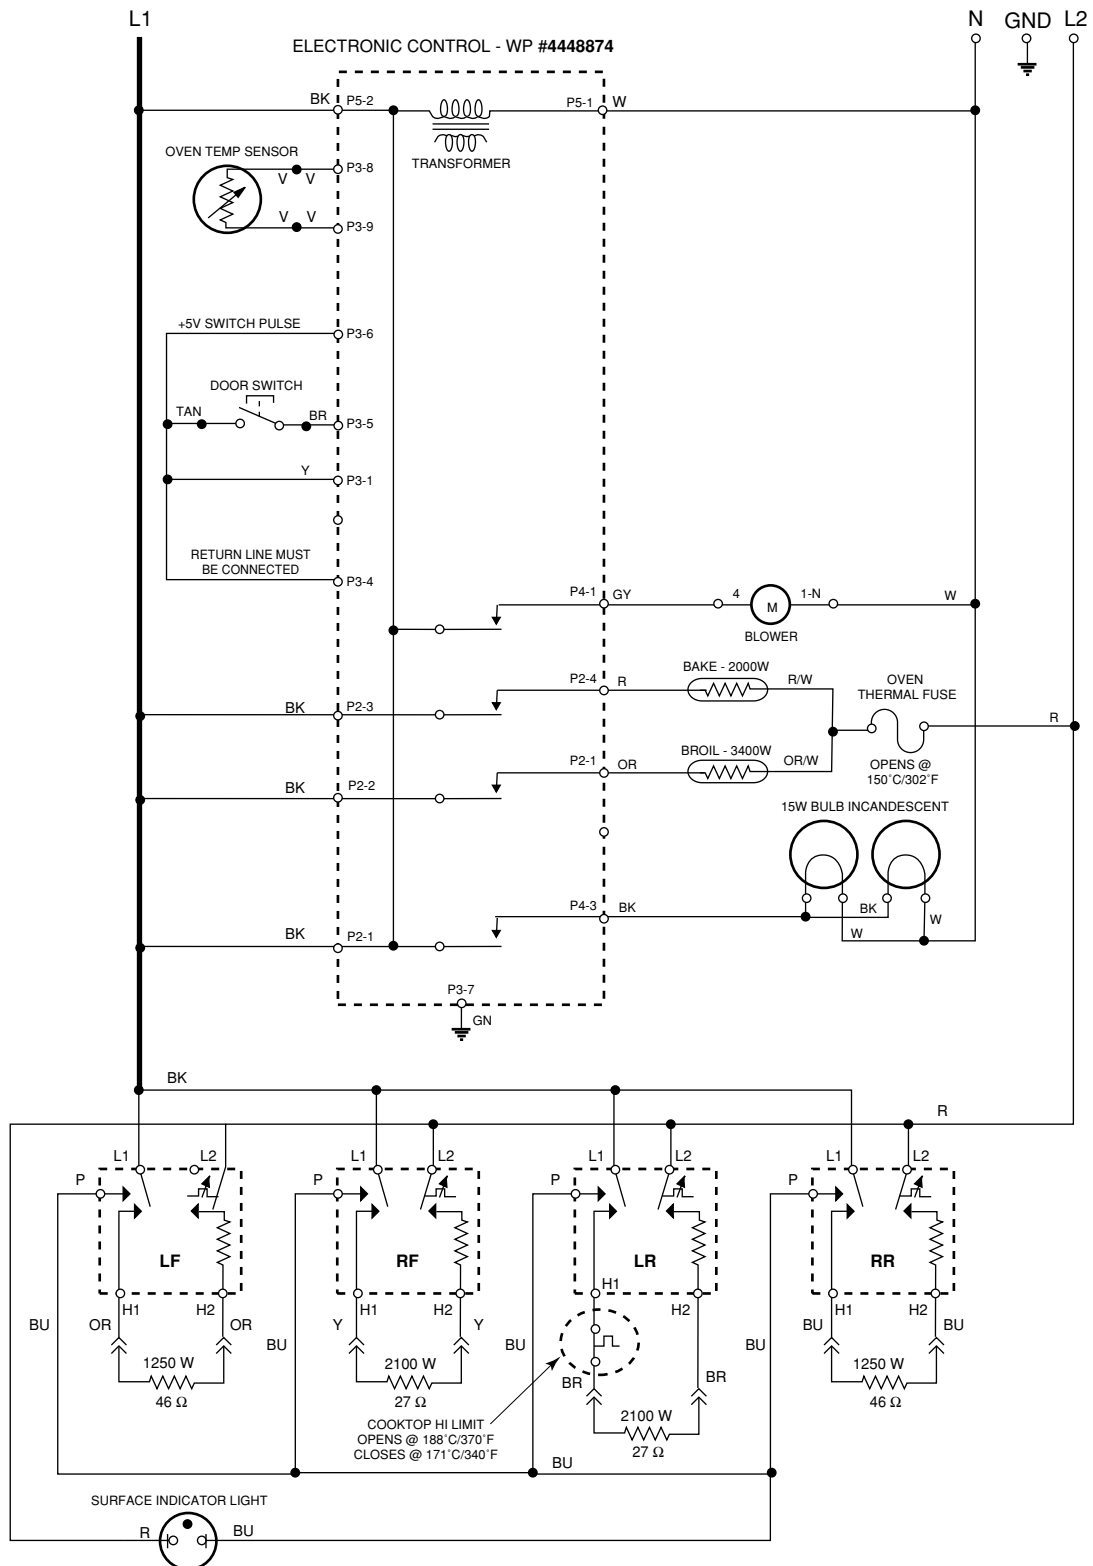 L1
N
GND
L2
ELECTRONIC CONTROL - WP #4448874
BK
P5-2
P5-1
W
TRANSFORMER
OVEN TEMP SENSOR
V V
P3-8
V V
P3-9
+5V SWITCH PULSE
P3-6
DOOR SWITCH
TAN
BR
P3-5
Y
P3-1
RETURN LINE MUST
BE CONNECTED
P3-4
P4-1
GY
4
M
1-N
W
BLOWER
BAKE - 2000W
P2-4
R
R/W
OVEN
THERMAL FUSE
BK
P2-3
R
BROIL - 3400W
P2-1
OR
OR/W
OPENS @
150˚C/302˚F
BK
P2-2
15W BULB INCANDESCENT
P4-3
BK
BK
W
W
BK
P2-1
P3-7
GN
BK
R
L1
L2
P
LF
H1
H2
BU
OR
OR
1250 W
46 Ω
L1
L2
P
RF
H1
H2
BU
Y
Y
2100 W
27 Ω
L1
L2
P
LR
H1
H2
BU
BR
BR
2100 W
27 Ω
L1
L2
P
RR
H1
H2
BU
BU
BU
1250 W
46 Ω
COOKTOP HI LIMIT
OPENS @ 188˚C/370˚F
CLOSES @ 171˚C/340˚F
BU
SURFACE INDICATOR LIGHT
R
BU